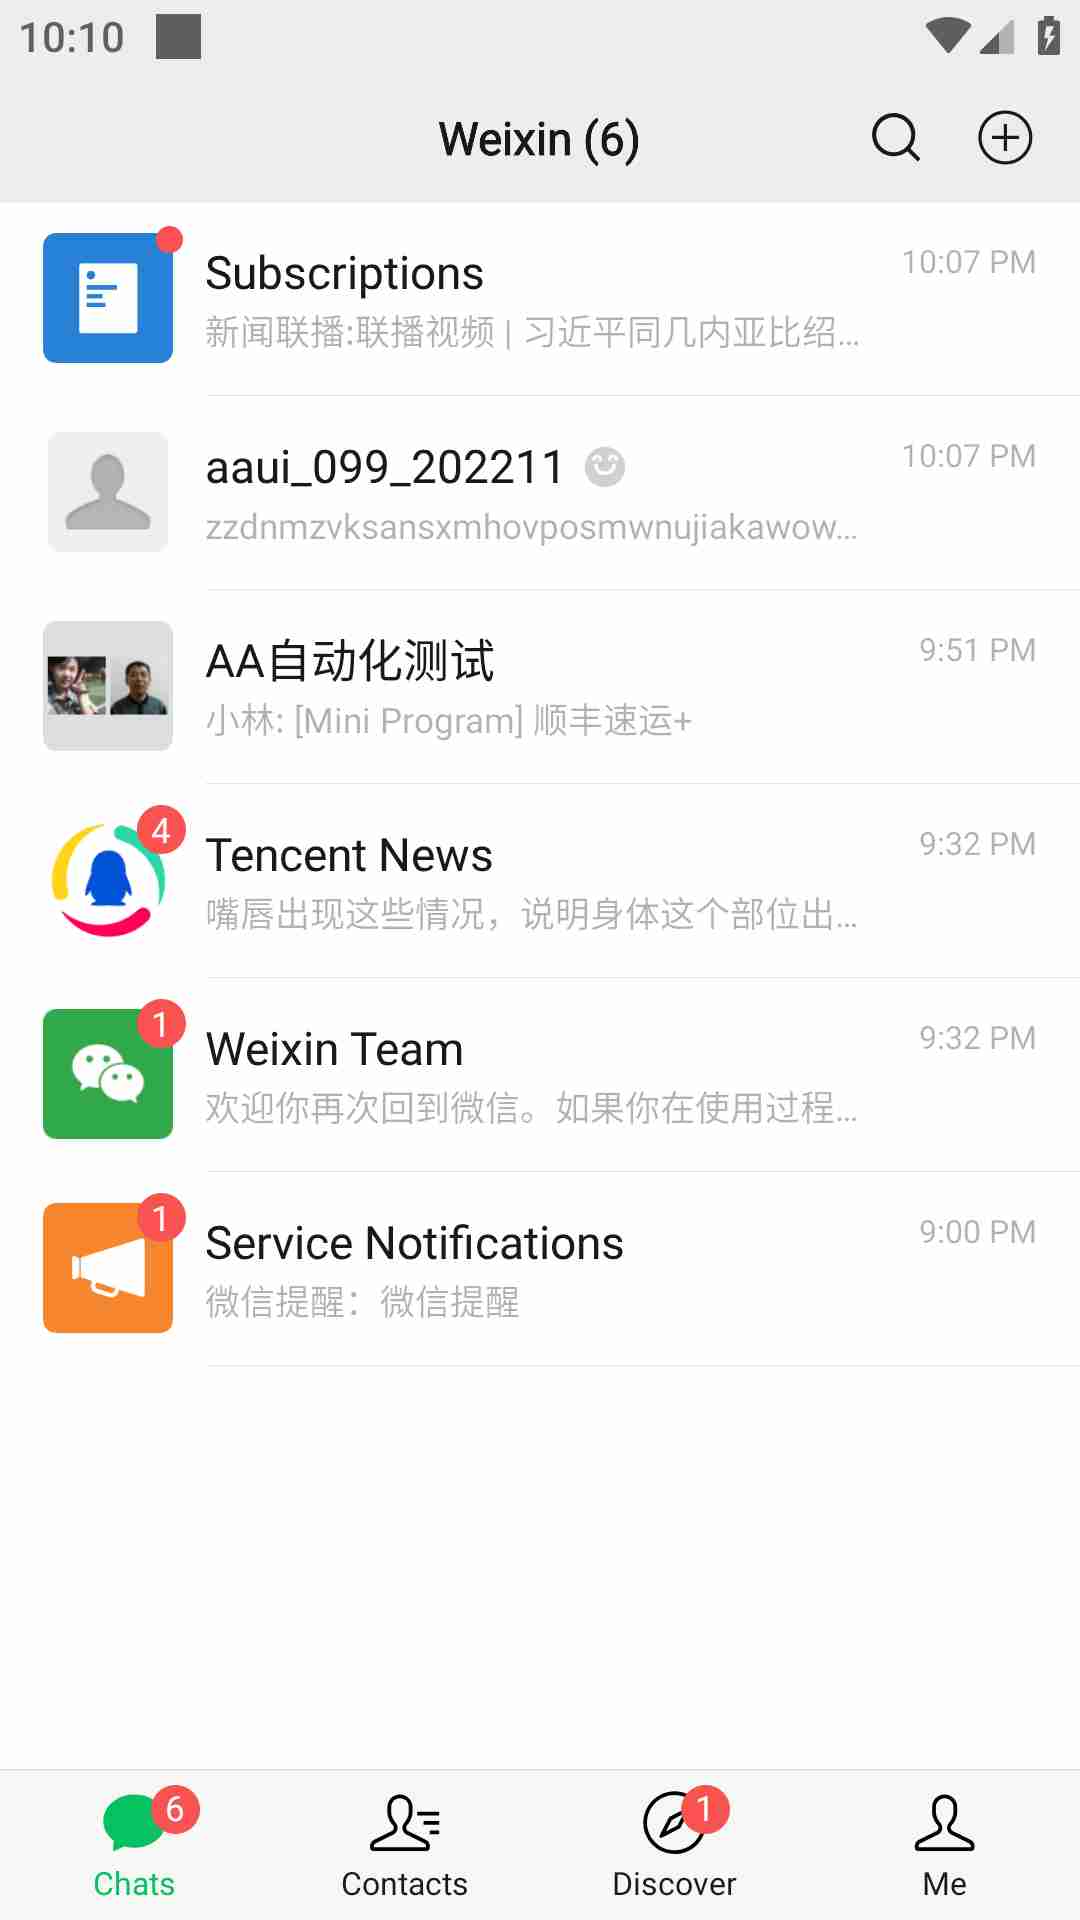 10:10
Weixin (6)
Subscriptions
10:07 PM
新闻联播:联播视频 | 习近平同几内亚比绍...
aaui_099_202211
10:07 PM
zzdnmzvksansxmhovposmwnujiakawow...
AA自动化测试
9:51 PM
小林: [Mini Program] 顺丰速运+
4
Tencent News
9:32 PM
嘴唇出现这些情况，说明身体这个部位出...
1
Weixin Team
9:32 PM
欢迎你再次回到微信。如果你在使用过程...
1
Service Notifications
9:00 PM
微信提醒：微信提醒
6
1
Chats
Contacts
Discover
Me